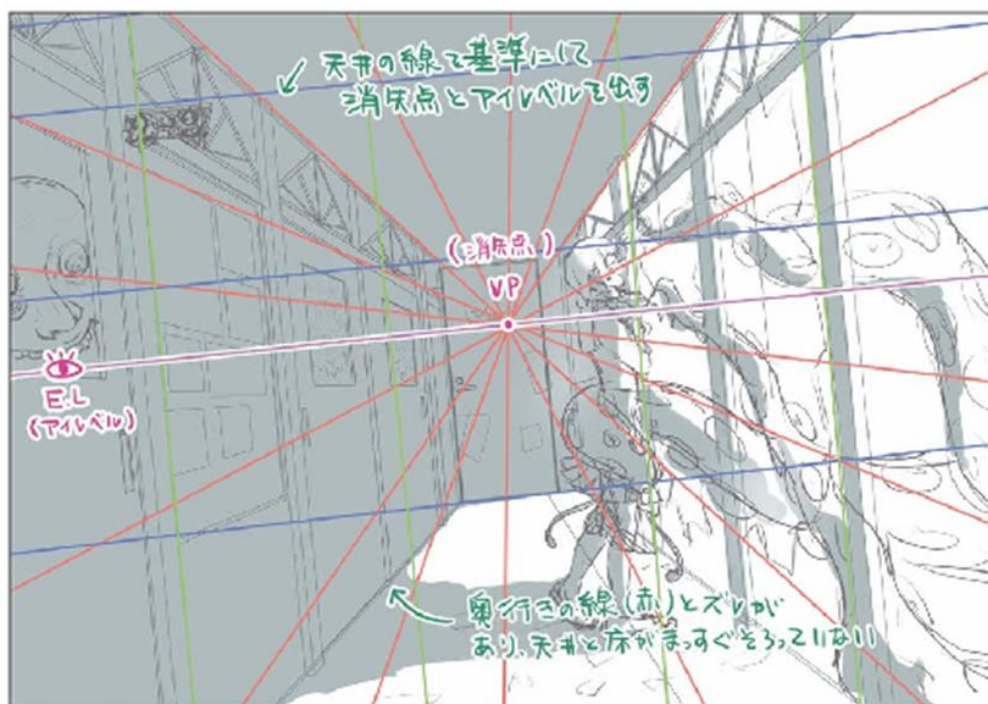 天井の線を基準にして
消失点とアイレベルを出す
(消失点)
VP
E.L
(アイレベル)
奥行きの線(赤)とズレが
あり、天井と床がまっすぐそろっていない